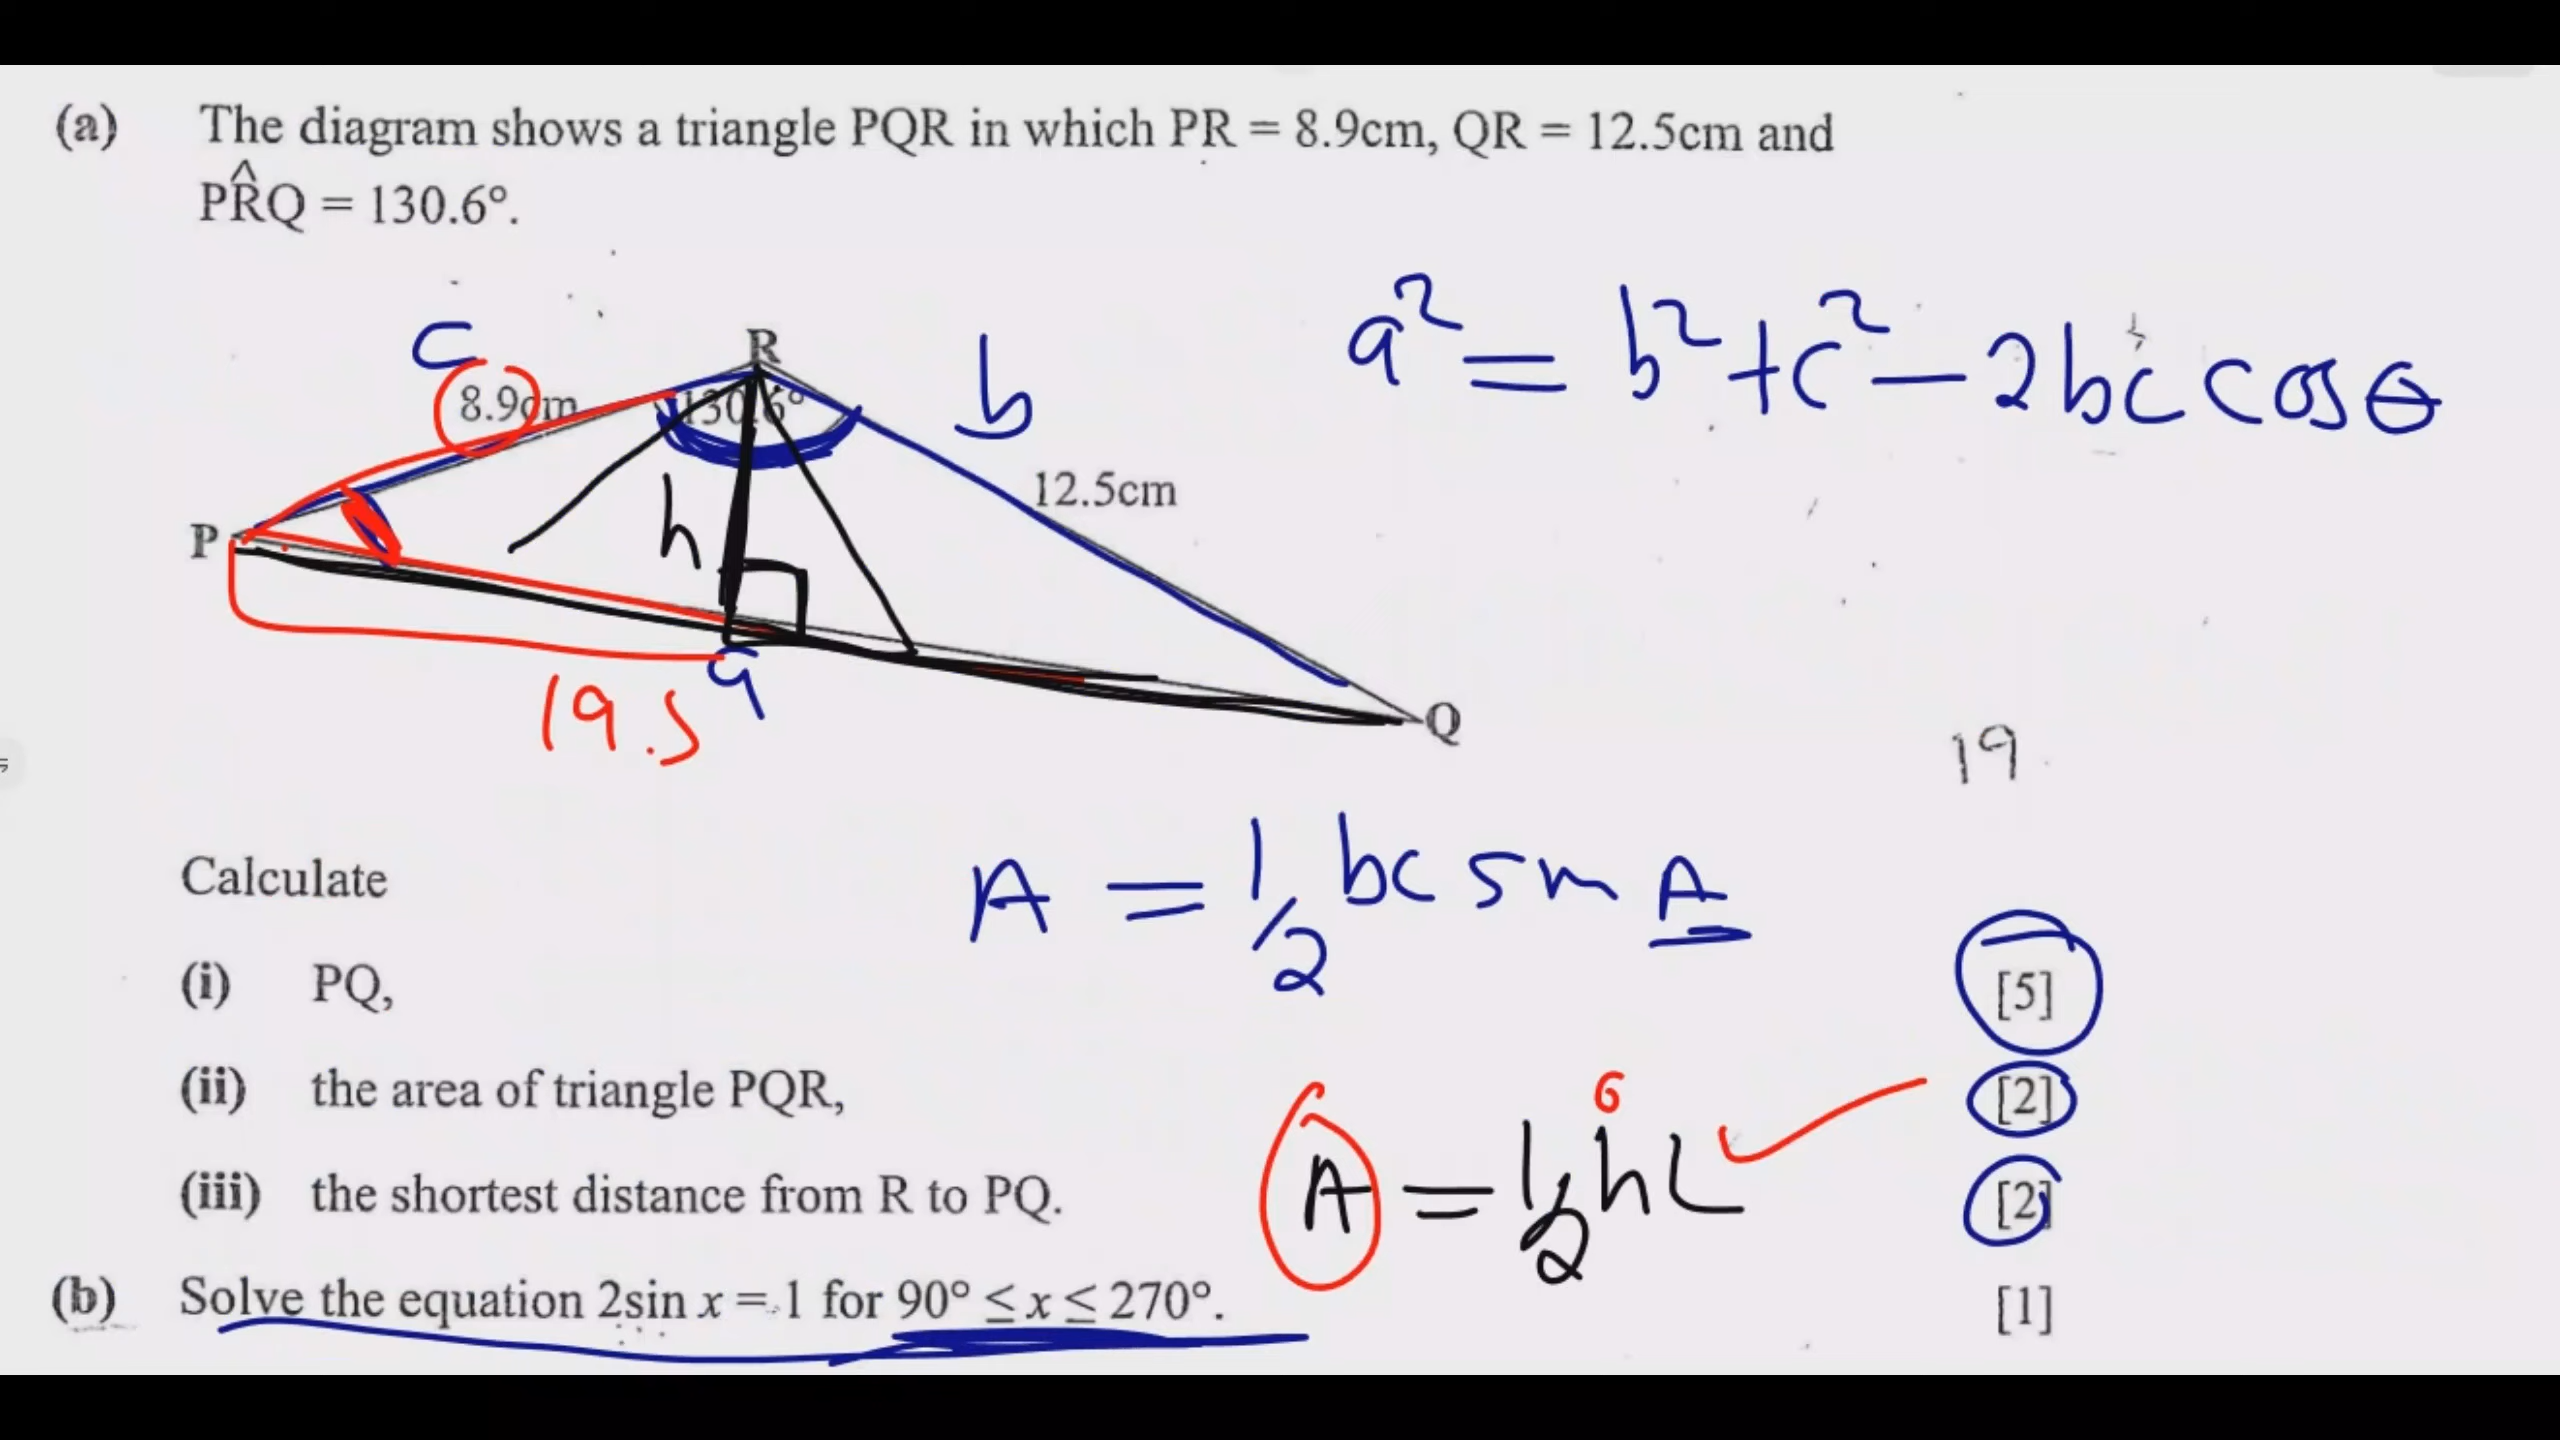 (a) The diagram shows a triangle PQR in which PR = 8.9cm, QR = 12.5cm and
PR̂Q = 130.6°.
a² = b² + c² - 2bc cosθ
c
R
b
8.9cm
130.6°
12.5cm
h
P
a
19.5
Q
19
Calculate
A = 1/2 bc sin A
(i) PQ, [5]
(ii) the area of triangle PQR, [2]
6
A = 1/2 h L
(iii) the shortest distance from R to PQ. [2]
(b) Solve the equation 2sin x = 1 for 90° ≤ x ≤ 270°. [1]